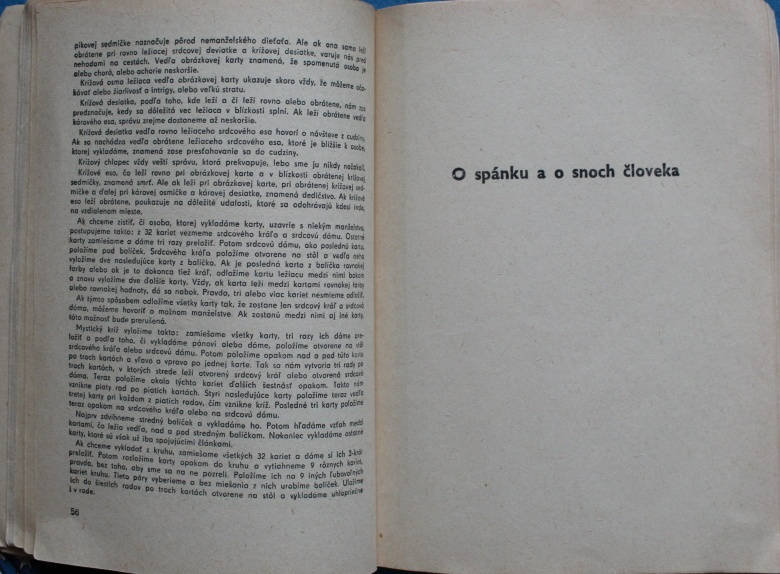 pikovej sedmičke naznačuje pôrod nemanželského dieťaťa. Ale ak ona sama leží
obrátene pri rovno ležiacej srdcovej deviatke a krížovej desiatke, varuje nás pred
nehodami na cestách. Vedľa obrázkovej karty znamená, že spomenutá osoba je
alebo chorá, alebo ochorie neskoršie.
Krížová osma ležiaca vedľa obrázkovej karty ukazuje skoro vždy, že môžeme oča-
kávať alebo žiarlivosť a intrigy, alebo veľkú stratu.
Krížová desiatka, podľa toho, kde leží a či leží rovno alebo obrátene, nám zas
predznačuje, kedy sa dôležitá vec ležiaca v blízkosti splní. Ak leží obrátene vedľa
károvego esa, správu zrejme dostaneme až neskoršie.
Krížová desiatka vedľa rovno ležiaceho srdcového esa hovorí o návšteve z cudziny.
Ak sa nachádza vedľa obrátene ležiaceho srdcového esa, ktoré je bližšie k osobe,
ktorej vykladáme, znamená zase presťahovanie sa do cudziny.
Krížový chlapec vždy veští správu, ktorá prekvapuje, lebo sme ju nikdy nečakali.
Krížové eso, čo leží rovno pri obrázkovej karte a v blízkosti obrátenej krížovej
sedmičky, znamená smrť. Ale ak leží pri obrázkovej karte, pri obrátenej krížovej sed-
mičke a ďalej pri károvej osmičke a károvej desiatke, znamená dedičstvo. Ak krížové
eso leží obrátene, poukazuje na dôležité udalosti, ktoré sa odohrávajú kdesi inde,
na vzdialenom mieste.
Ak chceme zistiť, či osoba, ktorej vykladáme karty, uzavrie s niekým manželstvo,
postupujeme takto: z 32 kariet vezmeme srdcového kráľa a srdcovú dámu. Ostatné
karty zamiešame a dáme tri razy preložiť. Potom srdcovú dámu, ako poslednú kartu,
položíme pod balíček. Srdcového kráľa položíme otvorene na stôl a vedľa neho
vyložíme dve nasledujúce karty z balíčka. Ak je posledná karta z balíčka rovnakej
farby alebo ak je to dokonca tiež kráľ, odložíme kartu ležiacu medzi nimi bokom
a znovu vyložíme dve ďalšie karty. Vždy, ak karta leží medzi kartami rovnakej farby
alebo rovnakej hodnoty, dá sa nabok. Pravda, tri alebo viac kariet nesmieme odložiť.
Ak týmto spôsobom odložíme všetky karty tak, že zostane len srdcový kráľ a srdcová
dáma, môžeme hovoriť o možnom manželstve. Ak zostanú medzi nimi aj iné karty,
táto možnosť bude prerušená.
Mystický kríž vyložíme takto: zamiešame všetky karty, tri razy ich dáme pre-
ložiť a podľa toho, či vykladáme pánovi alebo dáme, položíme otvorene na stôl
srdcového kráľa alebo srdcovú dámu. Potom položíme opakom nad a pod túto kartu
po troch kartách a vľavo a vpravo po jednej karte. Tak sa nám vytvoria tri rady po
troch kartách, v ktorých strede leží otvorený srdcový kráľ alebo otvorená srdcová
dáma. Teraz položíme okolo týchto kariet ďalších šestnásť opakom. Takto nám
vznikne piaty rad po piatich kartách. Štyri nasledujúce karty položíme teraz vedľa
tretej karty pri každom z piatich radov, čím vznikne kríž. Posledné tri karty položíme
teraz opakom na srdcového kráľa alebo na srdcovú dámu.
Najprv zdvihneme stredný balíček a vykladáme ho. Potom hľadáme vzťah medzi
kartami, čo ležia vedľa, nad a pod stredným balíčkom. Nakoniec vykladáme ostatné
karty, ktoré sú však už iba spojujúcimi článkami.
Ak chceme vykladať z kruhu, zamiešame všetkých 32 kariet a dáme si ich 3-krát
preložiť. Potom rozložíme karty opakom do kruhu a vytiahneme 9 rôznych kariet,
pravda, bez toho, aby sme sa na ne pozreli. Položíme ich na 9 iných ľubovoľných
kariet kruhu. Tieto páry vyberieme a bez miešania z nich urobíme balíček. Uložíme
ich do šiestich radov po troch kartách otvorene na stôl a vykladáme uhlopriečne
i v rade.
56
O spánku a o snoch človeka